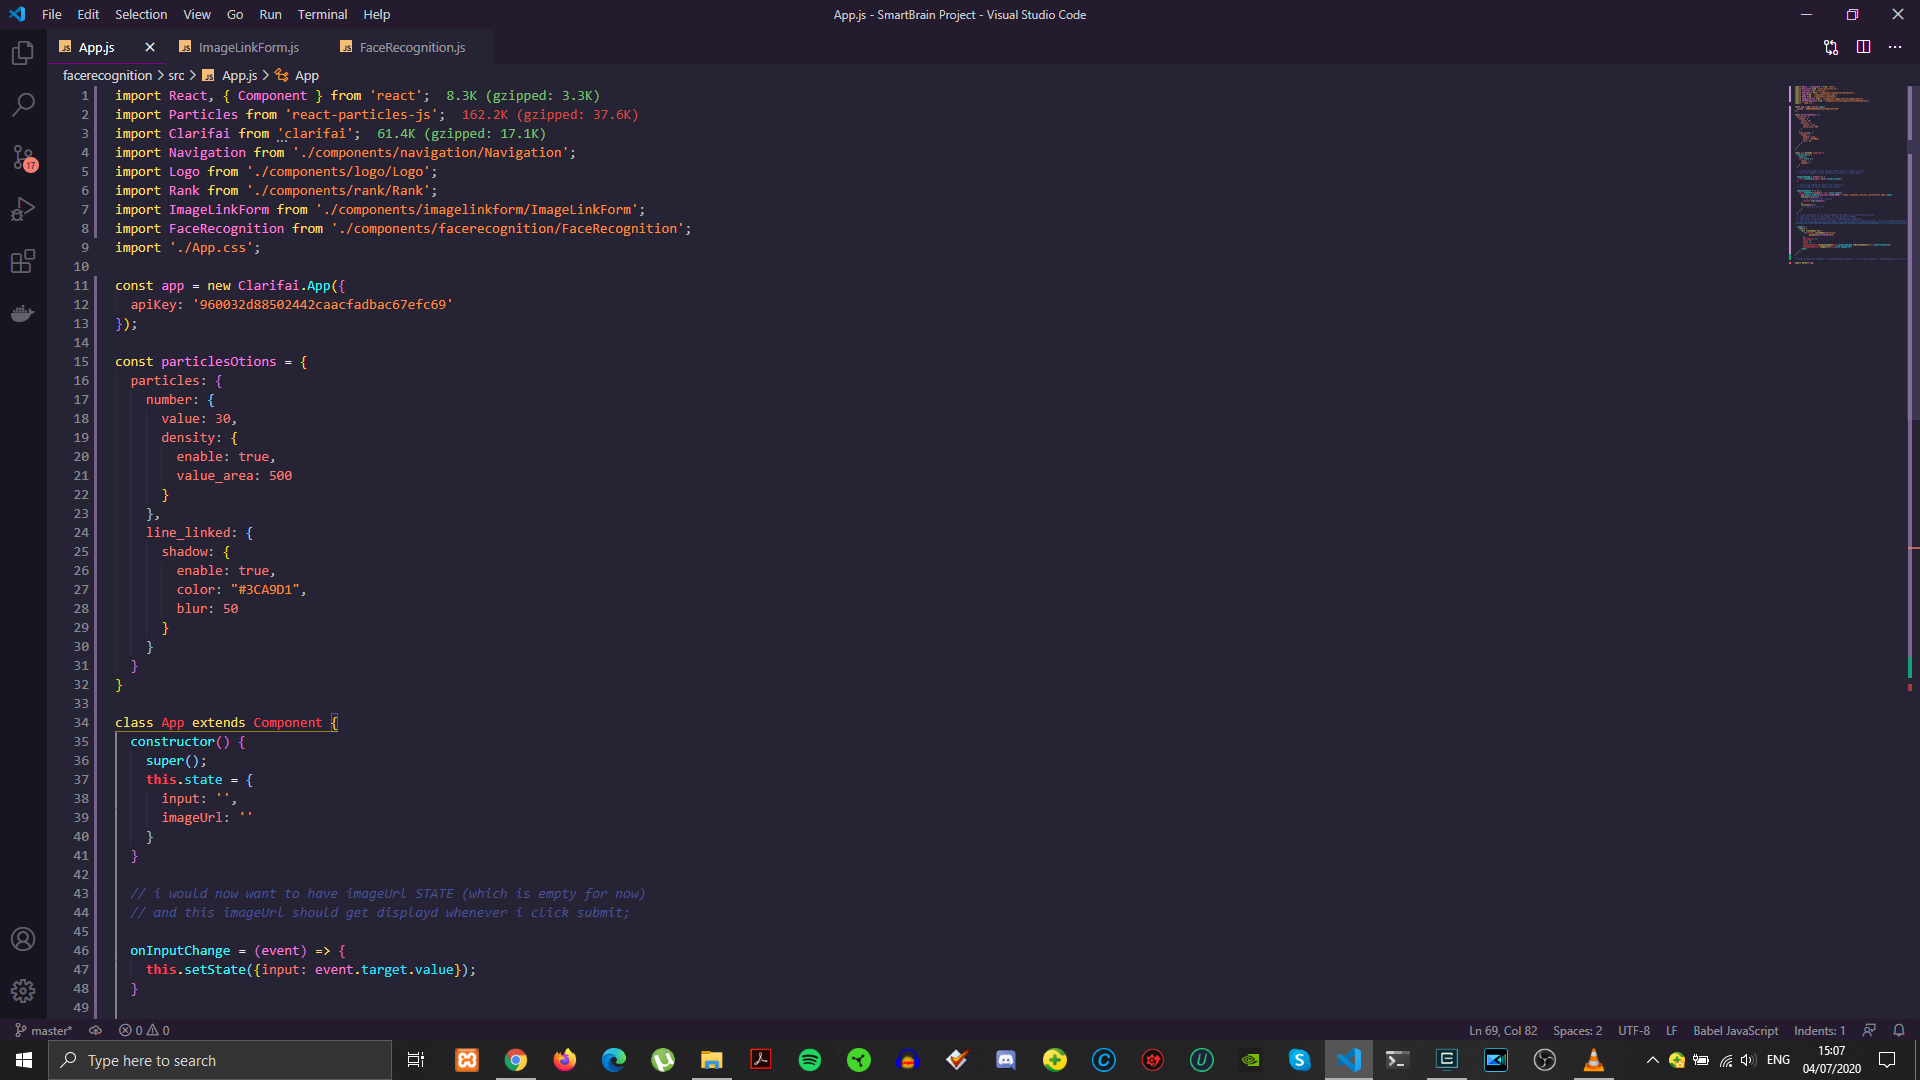 File Edit Selection View Go Run Terminal Help
App.js - SmartBrain Project - Visual Studio Code
JS App.js JS ImageLinkForm.js JS FaceRecognition.js
facerecognition > src > JS App.js > App
1 import React, { Component } from 'react'; 8.3K (gzipped: 3.3K)
2 import Particles from 'react-particles-js'; 162.2K (gzipped: 37.6K)
3 import Clarifai from 'clarifai'; 61.4K (gzipped: 17.1K)
4 import Navigation from './components/navigation/Navigation';
5 import Logo from './components/logo/Logo';
6 import Rank from './components/rank/Rank';
7 import ImageLinkForm from './components/imagelinkform/ImageLinkForm';
8 import FaceRecognition from './components/facerecognition/FaceRecognition';
9 import './App.css';
10
11 const app = new Clarifai.App({
12 apiKey: '960032d88502442caacfadbac67efc69'
13 });
14
15 const particlesOtions = {
16 particles: {
17 number: {
18 value: 30,
19 density: {
20 enable: true,
21 value_area: 500
22 }
23 },
24 line_linked: {
25 shadow: {
26 enable: true,
27 color: "#3CA9D1",
28 blur: 50
29 }
30 }
31 }
32 }
33
34 class App extends Component {
35 constructor() {
36 super();
37 this.state = {
38 input: '',
39 imageUrl: ''
40 }
41 }
42
43 // i would now want to have imageUrl STATE (which is empty for now)
44 // and this imageUrl should get displayd whenever i click submit;
45
46 onInputChange = (event) => {
47 this.setState({input: event.target.value});
48 }
49
17
master* 0 0 Ln 69, Col 82 Spaces: 2 UTF-8 LF Babel JavaScript Indents: 1
Type here to search
ENG 15:07
04/07/2020